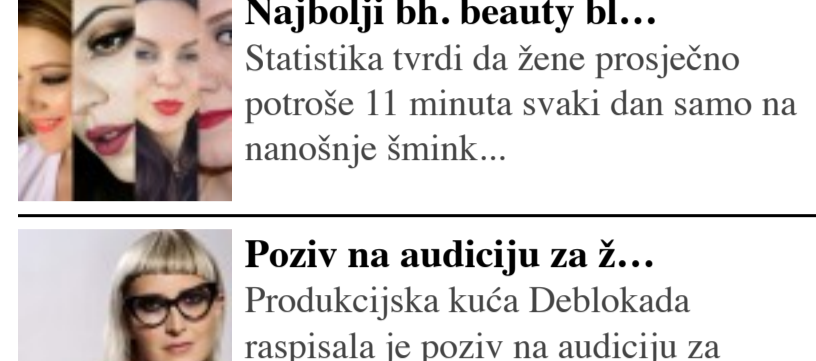 Najbolji bh. beauty bl...
Statistika tvrdi da žene prosječno
potroše 11 minuta svaki dan samo na
nanošnje šmink...
Poziv na audiciju za ž...
Produkcijska kuća Deblokada
raspisala je poziv na audiciju za